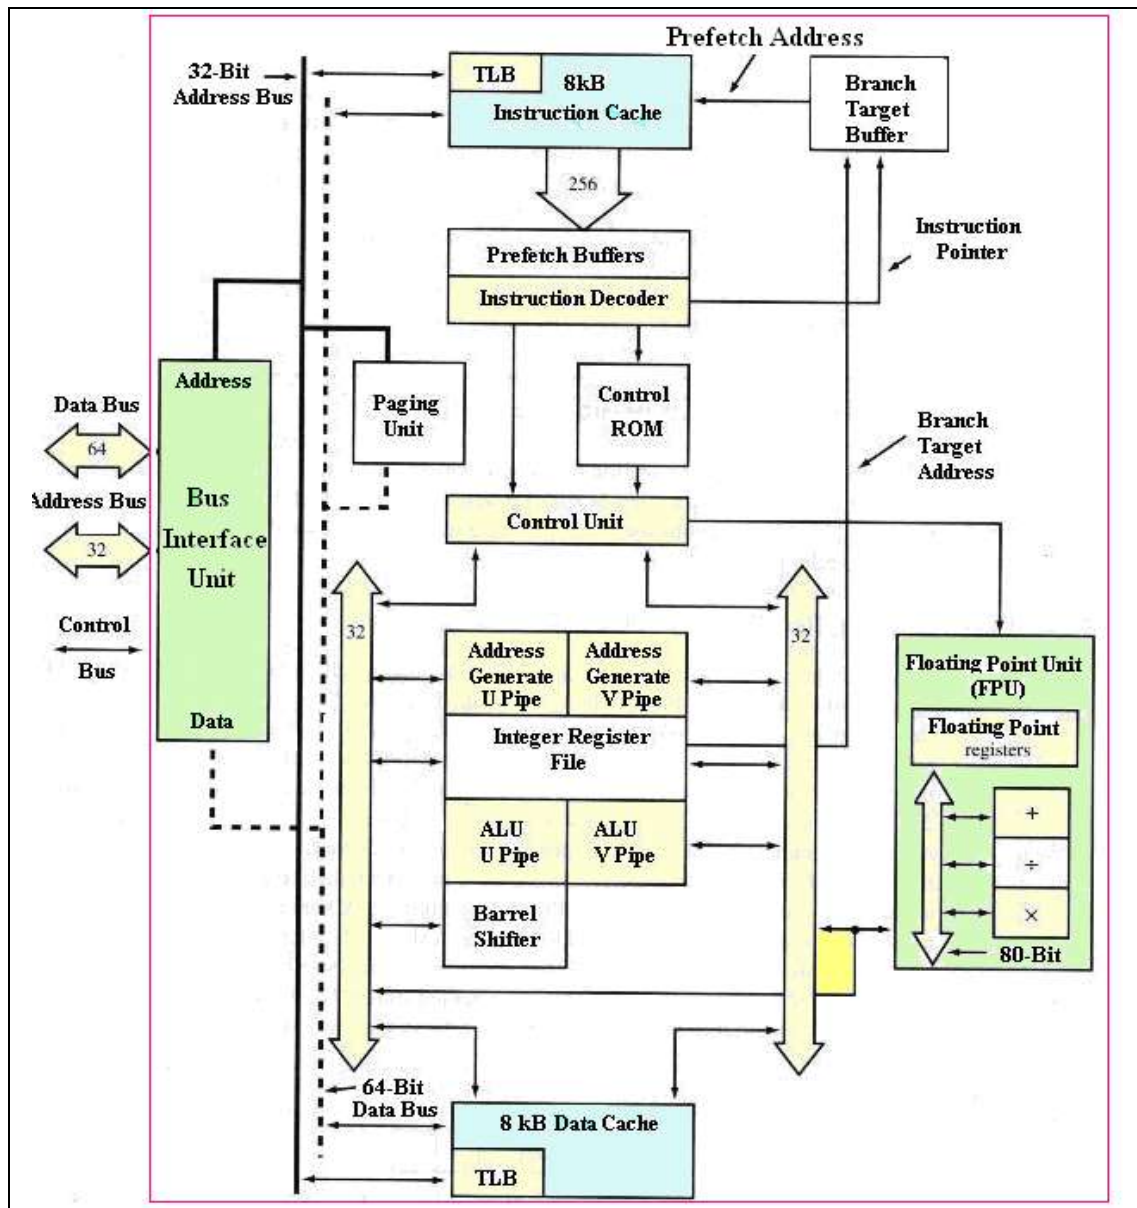 Prefetch Address
32-Bit
Address Bus
TLB
8kB
Instruction Cache
Branch
Target
Buffer
256
Instruction
Pointer
Prefetch Buffers
Instruction Decoder
Address
Paging
Unit
Control
ROM
Data Bus
64
Branch
Target
Address
Address Bus
32
Bus
Interface
Unit
Control Unit
Control
Bus
32
32
Address
Generate
U Pipe
Address
Generate
V Pipe
Floating Point Unit
(FPU)
Data
Integer Register
File
Floating Point
registers
ALU
U Pipe
ALU
V Pipe
+
÷
×
Barrel
Shifter
80-Bit
64-Bit
Data Bus
8 kB Data Cache
TLB